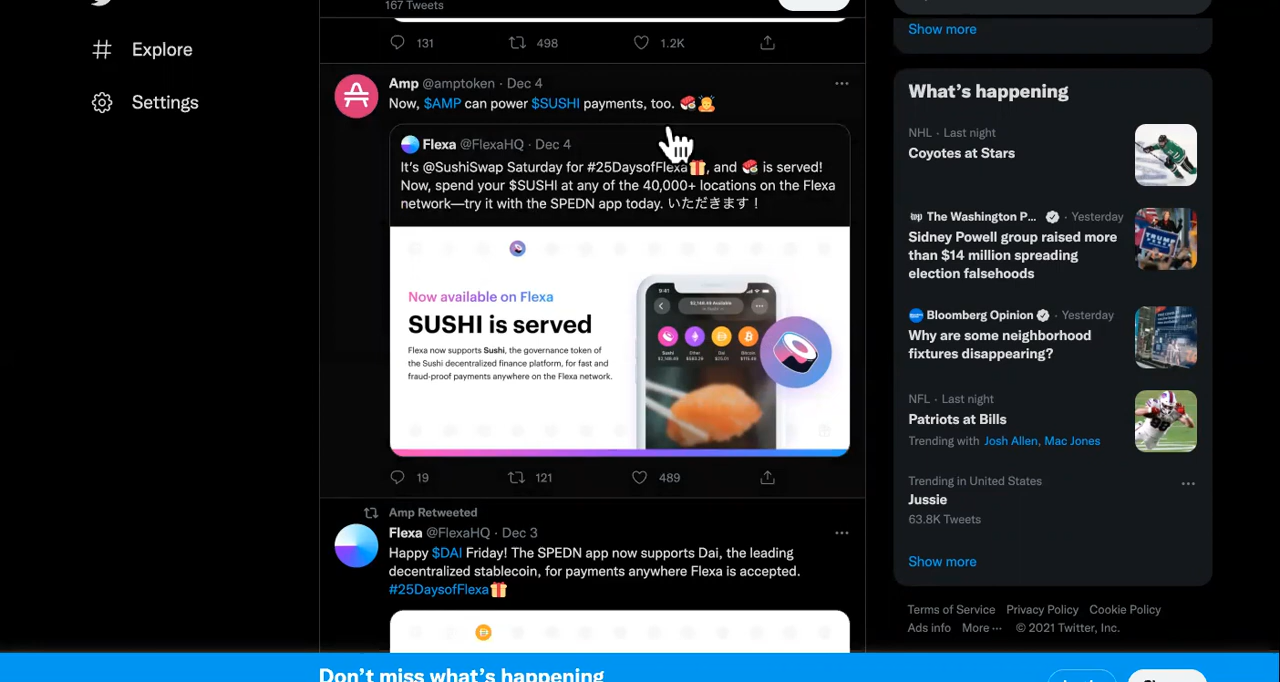 167 Tweets
Explore
Settings
131 498 1.2K
Amp @amptoken · Dec 4
Now, $AMP can power $SUSHI payments, too. 🍣🙇
Flexa @FlexaHQ · Dec 4
It's @SushiSwap Saturday for #25DaysofFlexa🎁, and 🍣 is served!
Now, spend your $SUSHI at any of the 40,000+ locations on the Flexa
network—try it with the SPEDN app today. いただきます！
Now available on Flexa
SUSHI is served
Flexa now supports Sushi, the governance token of
the Sushi decentralized finance platform, for fast and
fraud-proof payments anywhere on the Flexa network.
9:41
Sushi Ether Dai Bitcoin
19 121 489
Amp Retweeted
Flexa @FlexaHQ · Dec 3
Happy $DAI Friday! The SPEDN app now supports Dai, the leading
decentralized stablecoin, for payments anywhere Flexa is accepted.
#25DaysofFlexa🎁
Show more
What's happening
NHL · Last night
Coyotes at Stars
The Washington P... · Yesterday
Sidney Powell group raised more
than $14 million spreading
election falsehoods
Bloomberg Opinion · Yesterday
Why are some neighborhood
fixtures disappearing?
NFL · Last night
Patriots at Bills
Trending with Josh Allen, Mac Jones
Trending in United States
Jussie
63.8K Tweets
Show more
Terms of Service Privacy Policy Cookie Policy
Ads info More ··· © 2021 Twitter, Inc.
Don't miss what's happening